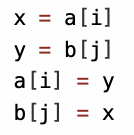 x = a[i]
y = b[j]
a[i] = y
b[j] = x